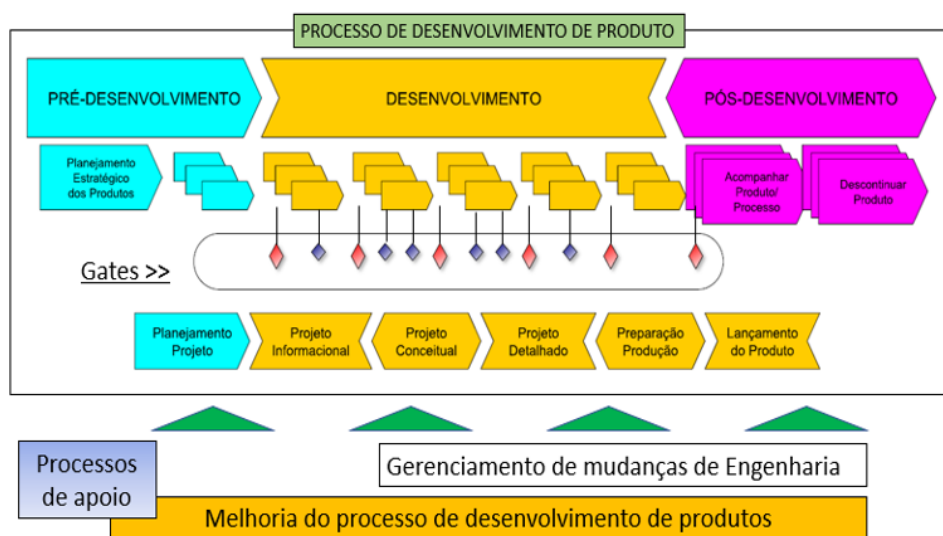 PROCESSO DE DESENVOLVIMENTO DE PRODUTO
PRÉ-DESENVOLVIMENTO
DESENVOLVIMENTO
PÓS-DESENVOLVIMENTO
Planejamento
Estratégico
dos Produtos
Acompanhar
Produto/
Processo
Descontinuar
Produto
Gates >>
Planejamento
Projeto
Projeto
Informacional
Projeto
Conceitual
Projeto
Detalhado
Preparação
Produção
Lançamento
do Produto
Processos
de apoio
Gerenciamento de mudanças de Engenharia
Melhoria do processo de desenvolvimento de produtos